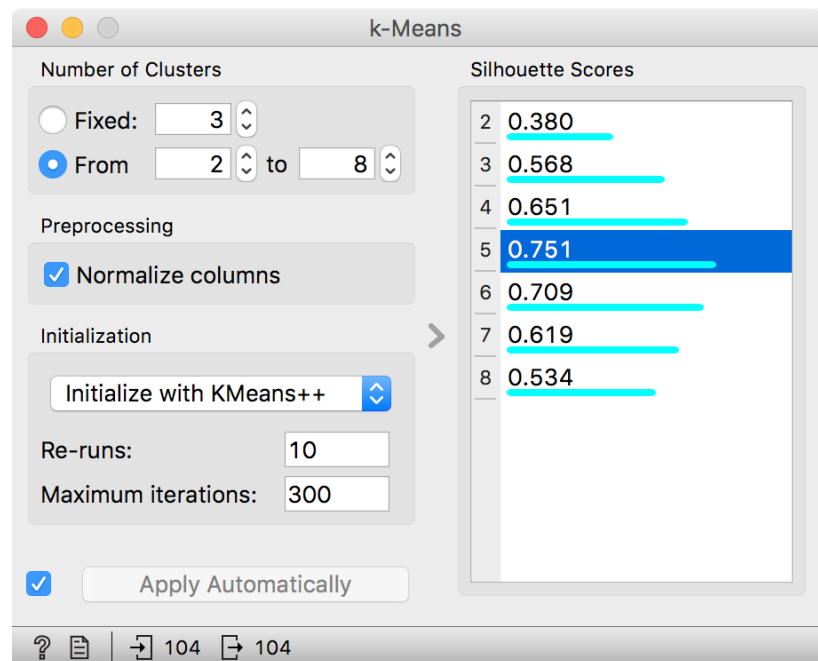 k-Means
Number of Clusters
Fixed: 3
From 2 to 8
Preprocessing
Normalize columns
Initialization
Initialize with KMeans++
Re-runs: 10
Maximum iterations: 300
Apply Automatically
Silhouette Scores
2 0.380
3 0.568
4 0.651
5 0.751
6 0.709
7 0.619
8 0.534
? 104 104